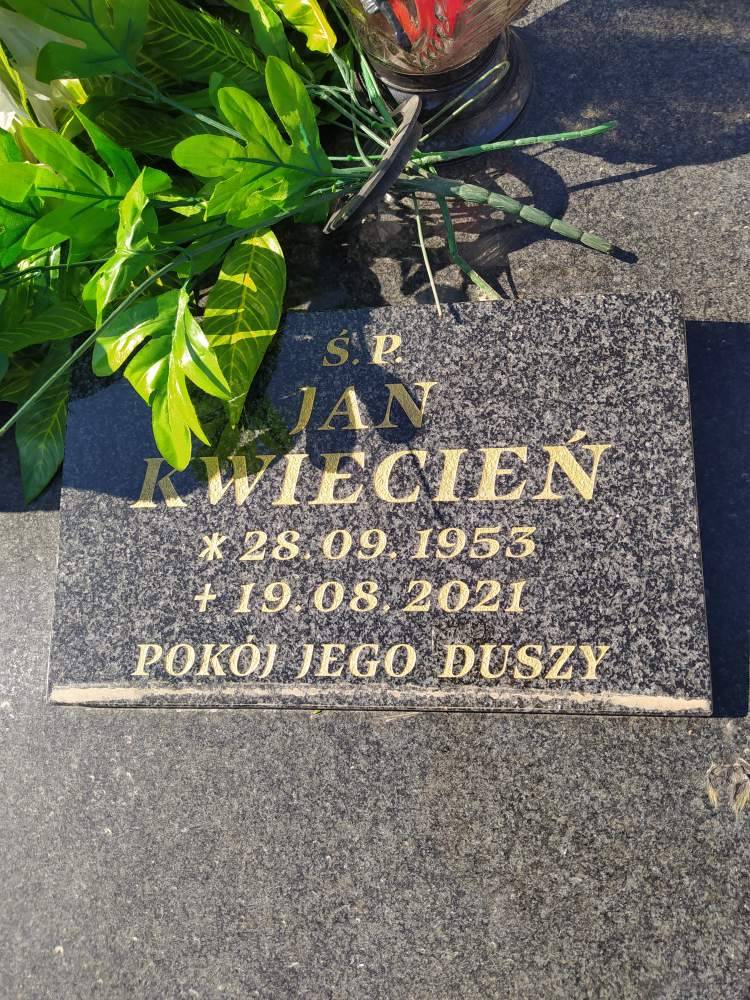 Ś. P.
JAN
KWIECIEŃ
* 28. 09. 1953
+ 19. 08. 2021
POKÓJ JEGO DUSZY